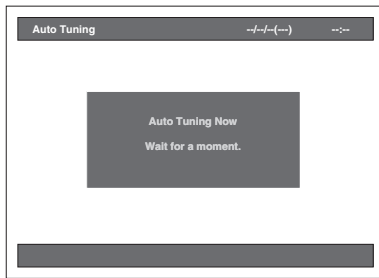 Auto Tuning --/--/--(---) --:--
Auto Tuning Now
Wait for a moment.